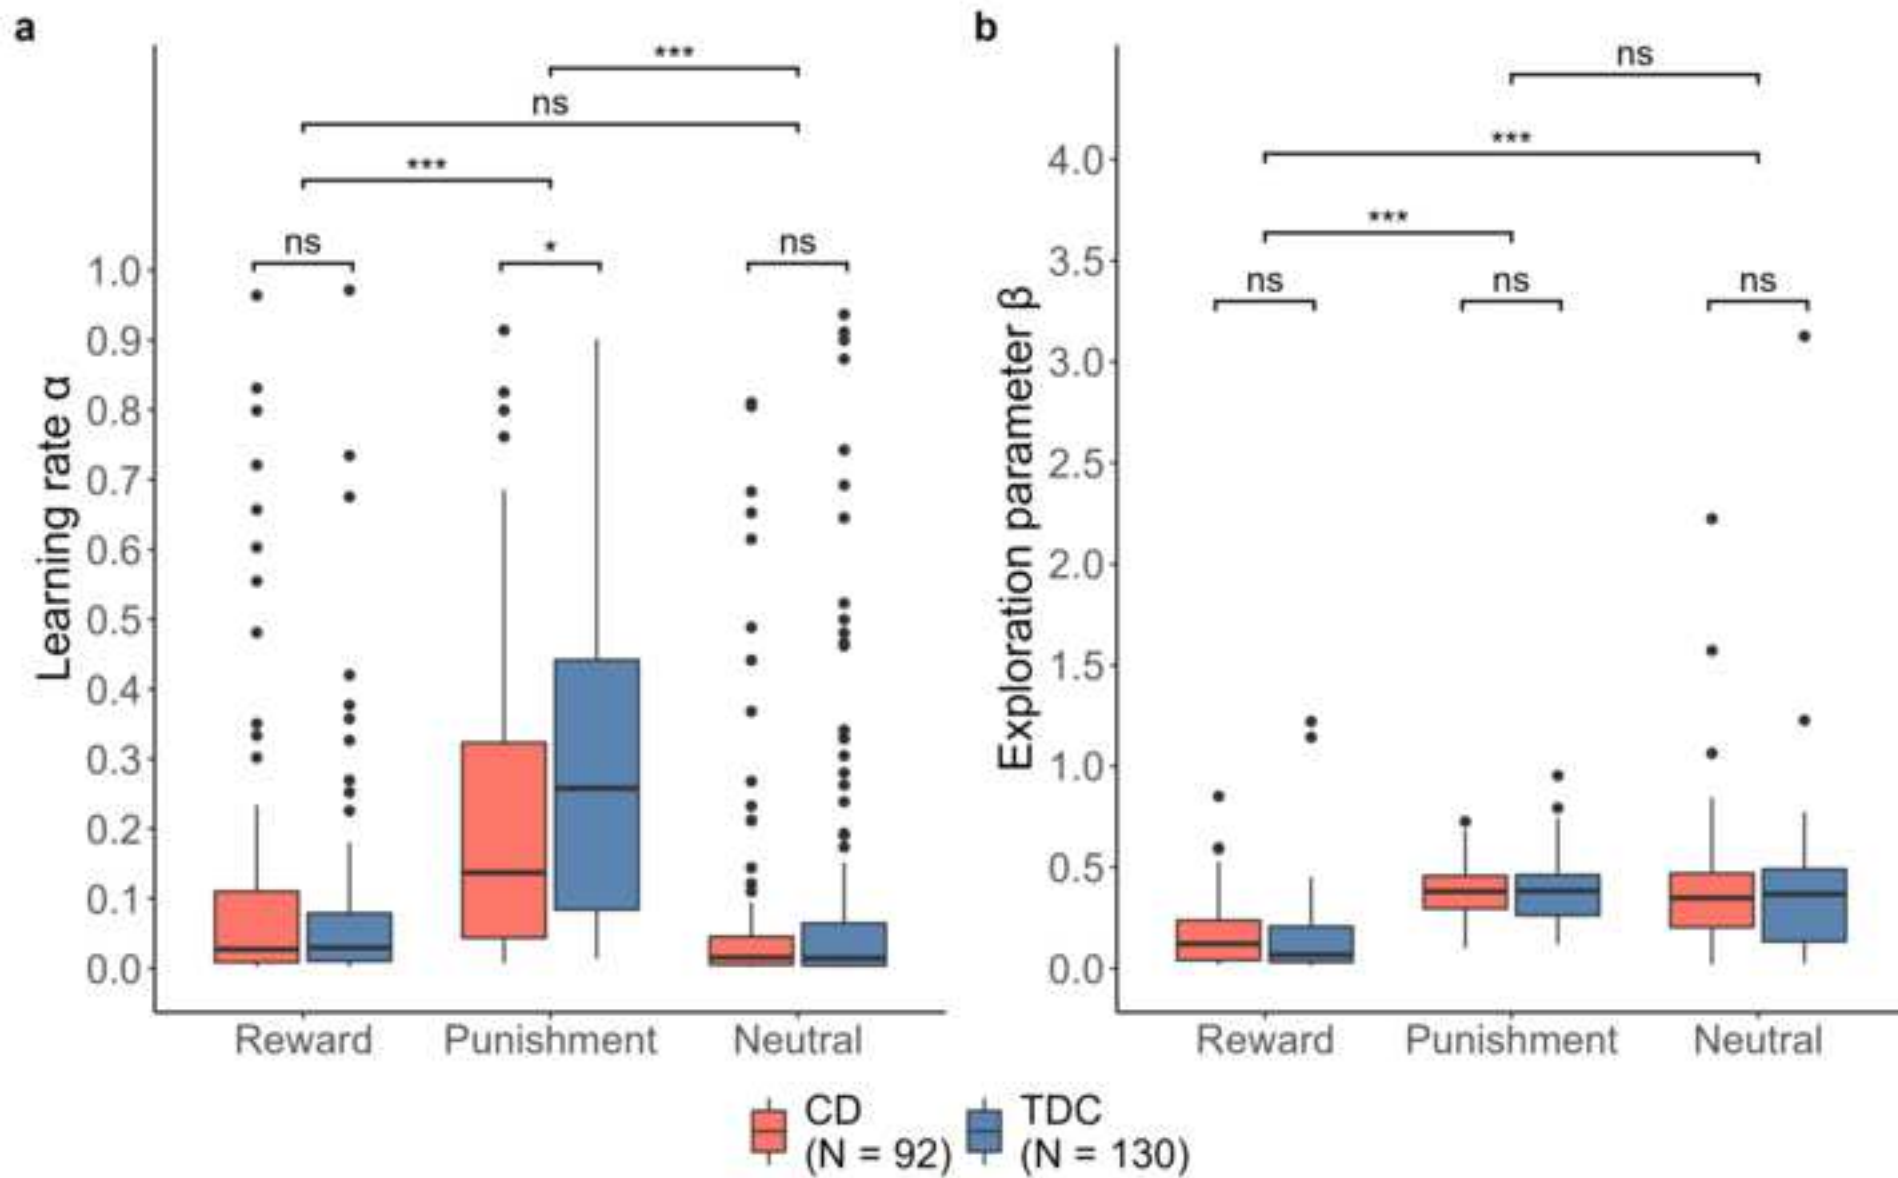 a
***
ns
***
ns
*
ns
1.0
0.9
0.8
0.7
0.6
0.5
0.4
0.3
0.2
0.1
0.0
Learning rate α
Reward
Punishment
Neutral
b
ns
***
***
ns
ns
ns
4.0
3.5
3.0
2.5
2.0
1.5
1.0
0.5
0.0
Exploration parameter β
Reward
Punishment
Neutral
CD
(N = 92)
TDC
(N = 130)